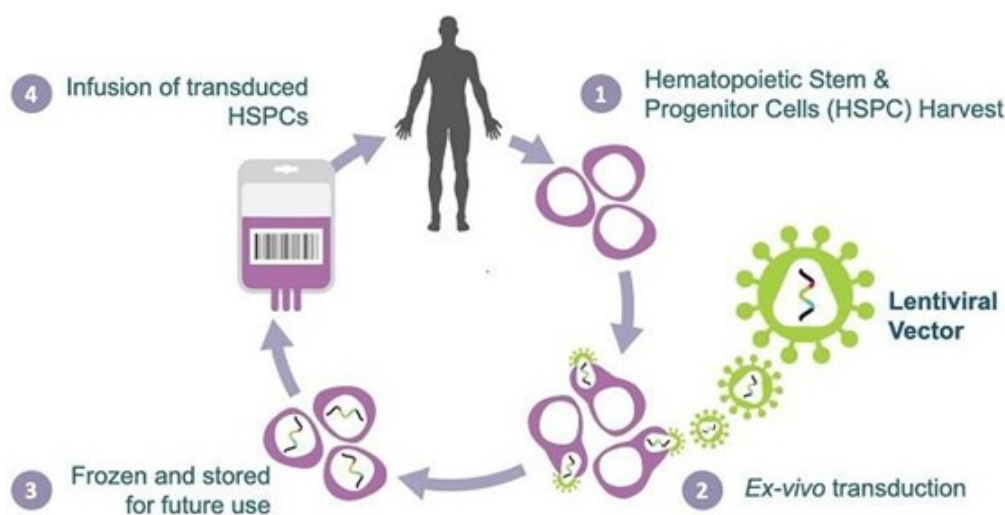 1
Hematopoietic Stem &
Progenitor Cells (HSPC) Harvest
Lentiviral
Vector
2
Ex-vivo transduction
3
Frozen and stored
for future use
4
Infusion of transduced
HSPCs